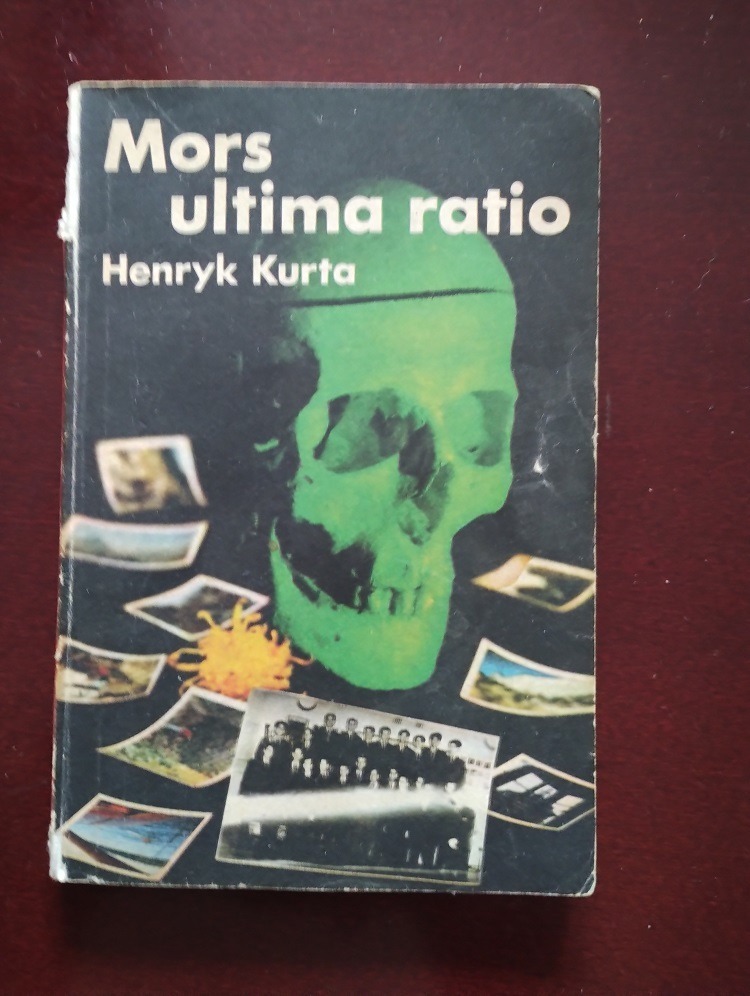 Mors
ultima ratio
Henryk Kurta